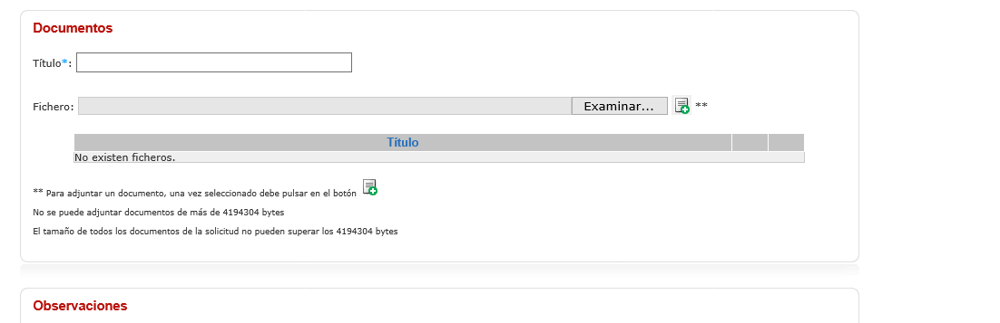 Documentos
Título*:
Fichero: Examinar... **
Título
No existen ficheros.
** Para adjuntar un documento, una vez seleccionado debe pulsar en el botón
No se puede adjuntar documentos de más de 4194304 bytes
El tamaño de todos los documentos de la solicitud no pueden superar los 4194304 bytes
Observaciones